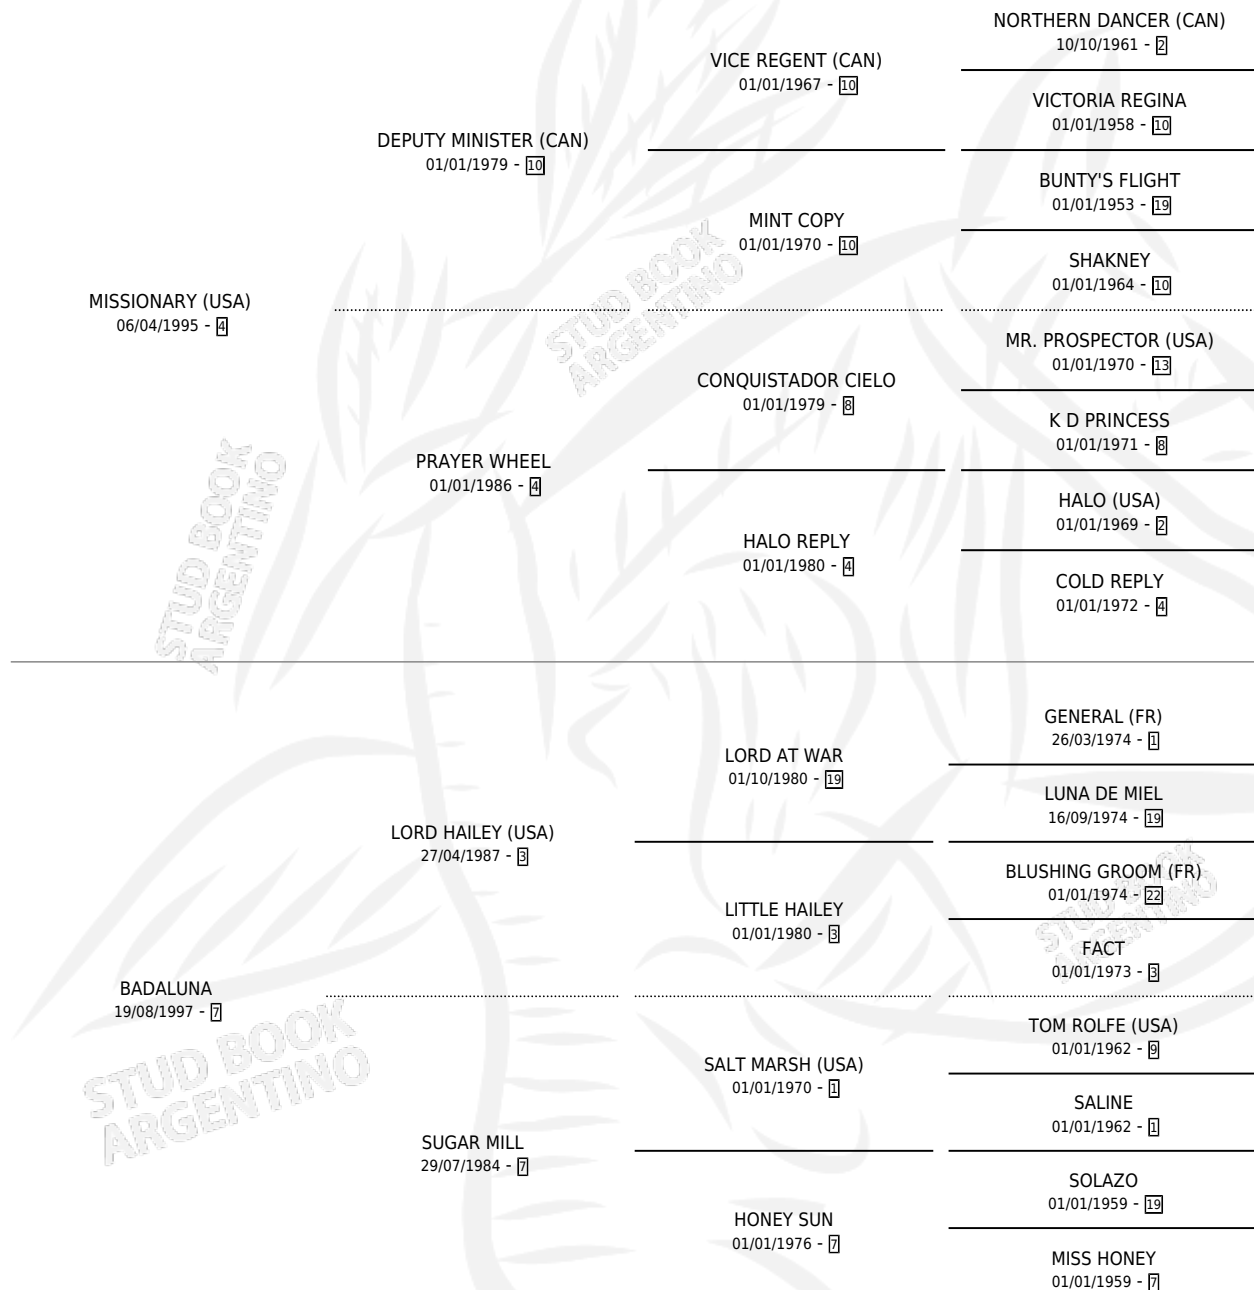 NORTHERN DANCER (CAN)
10/10/1961 - 2
VICE REGENT (CAN)
01/01/1967 - 10
VICTORIA REGINA
01/01/1958 - 10
DEPUTY MINISTER (CAN)
01/01/1979 - 10
BUNTY'S FLIGHT
01/01/1953 - 19
MINT COPY
01/01/1970 - 10
SHAKNEY
01/01/1964 - 10
MISSIONARY (USA)
06/04/1995 - 4
STUD BOOK
ARGENTINO
MR. PROSPECTOR (USA)
01/01/1970 - 13
CONQUISTADOR CIELO
01/01/1979 - 8
K D PRINCESS
01/01/1971 - 8
PRAYER WHEEL
01/01/1986 - 4
HALO (USA)
01/01/1969 - 2
HALO REPLY
01/01/1980 - 4
COLD REPLY
01/01/1972 - 4
STUD BOOK
ARGENTINO
GENERAL (FR)
26/03/1974 - 1
LORD AT WAR
01/10/1980 - 19
LUNA DE MIEL
16/09/1974 - 19
LORD HAILEY (USA)
27/04/1987 - 3
BLUSHING GROOM (FR)
01/01/1974 - 22
LITTLE HAILEY
01/01/1980 - 3
STUD BOOK
ARGENTINO
FACT
01/01/1973 - 3
BADALUNA
19/08/1997 - 7
STUD BOOK
ARGENTINO
TOM ROLFE (USA)
01/01/1962 - 9
SALT MARSH (USA)
01/01/1970 - 1
SALINE
01/01/1962 - 1
SUGAR MILL
29/07/1984 - 7
SOLAZO
01/01/1959 - 19
HONEY SUN
01/01/1976 - 7
MISS HONEY
01/01/1959 - 7